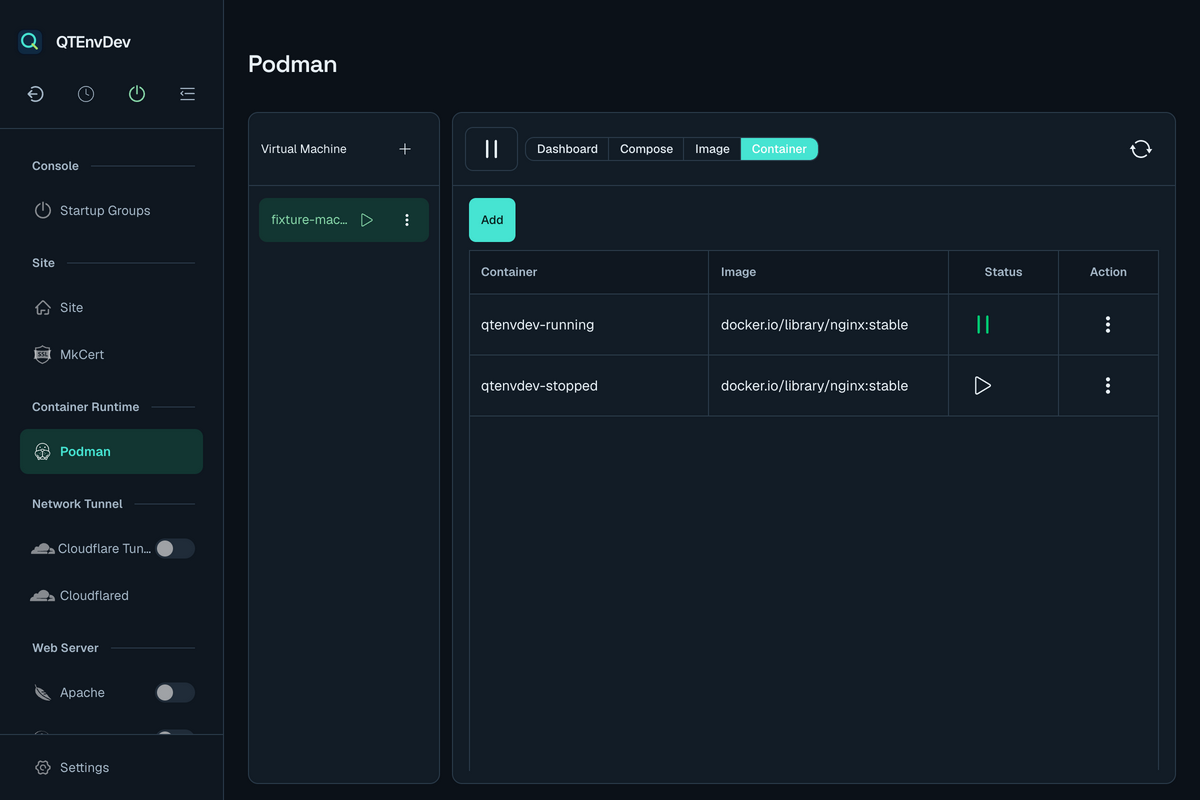 QTEnvDev
Console
Startup Groups
Site
Site
MkCert
Container Runtime
Podman
Network Tunnel
Cloudflare Tun...
Cloudflared
Web Server
Apache
Settings
Podman
Virtual Machine
fixture-mac...
Dashboard Compose Image Container
Add
Container Image Status Action
qtenvdev-running docker.io/library/nginx:stable
qtenvdev-stopped docker.io/library/nginx:stable